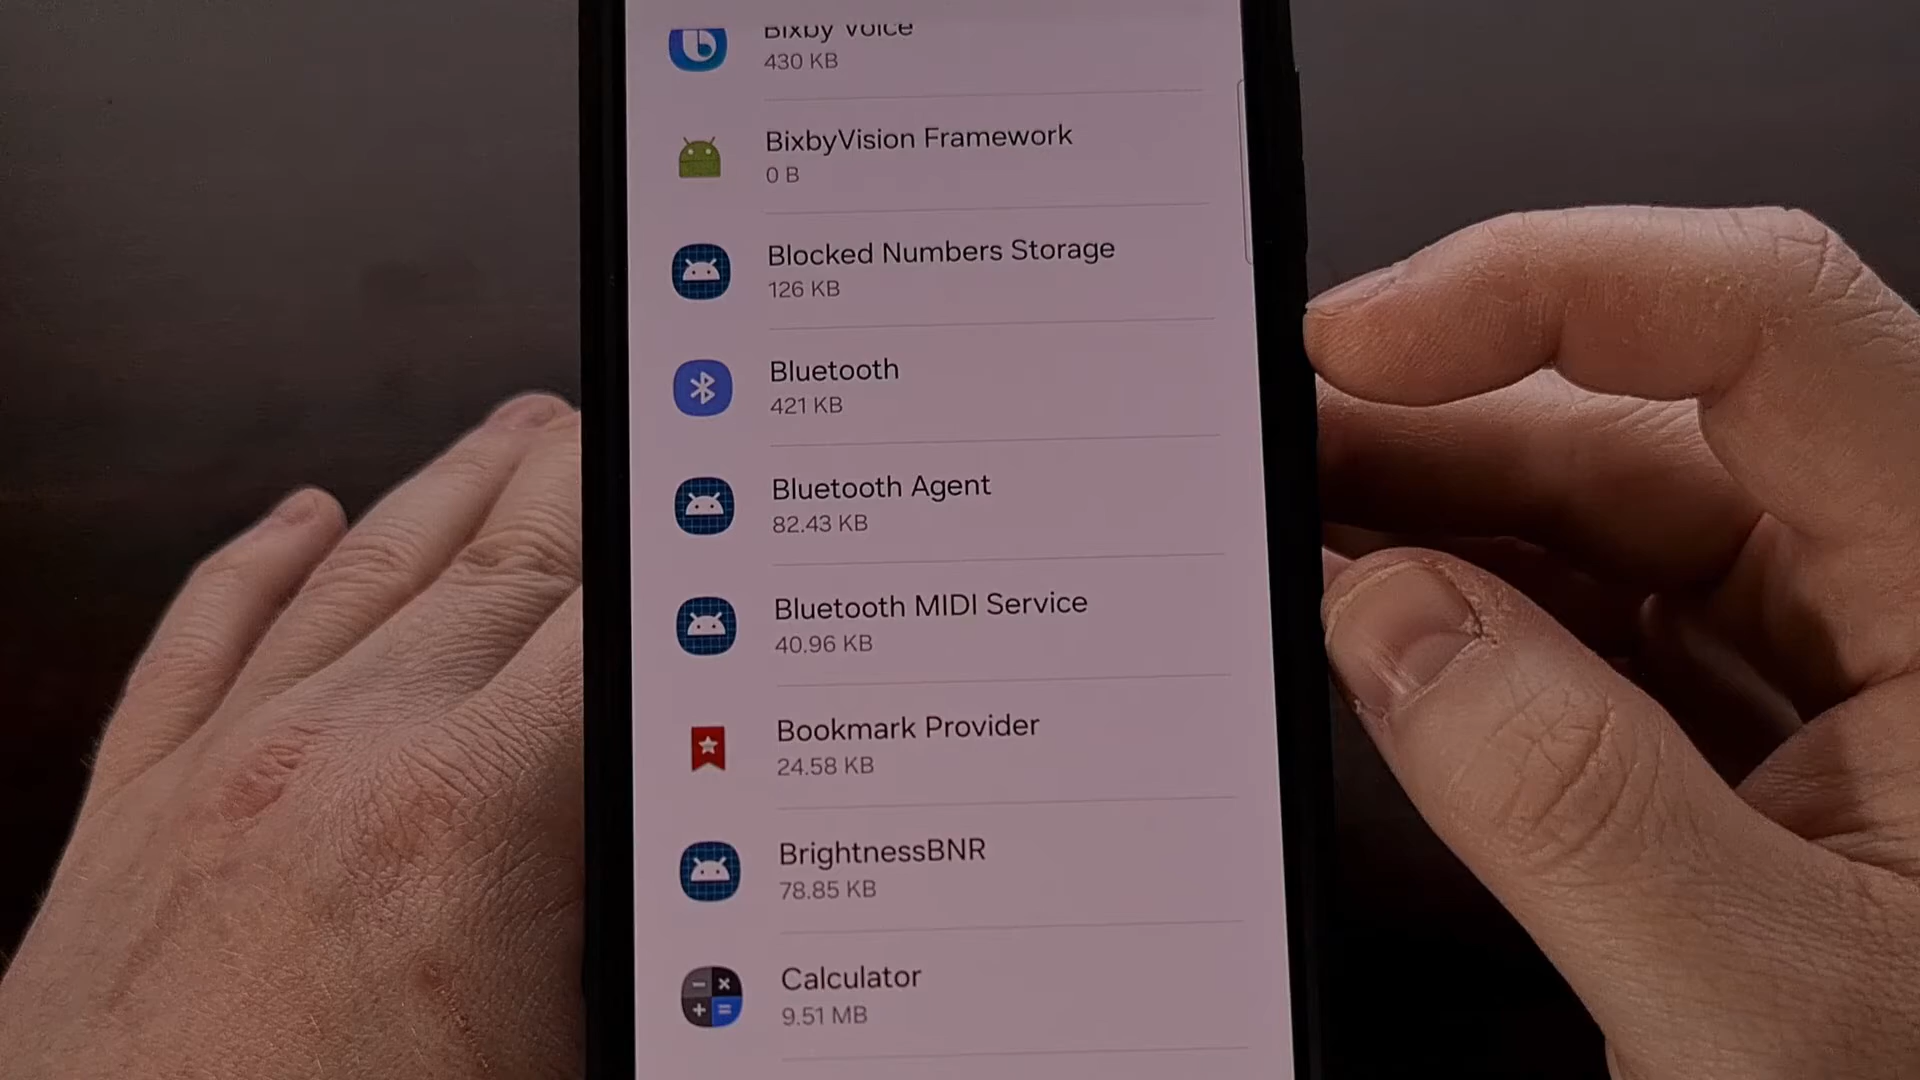 Bixby Voice
430 KB
BixbyVision Framework
0 B
Blocked Numbers Storage
126 KB
Bluetooth
421 KB
Bluetooth Agent
82.43 KB
Bluetooth MIDI Service
40.96 KB
Bookmark Provider
24.58 KB
BrightnessBNR
78.85 KB
Calculator
9.51 MB